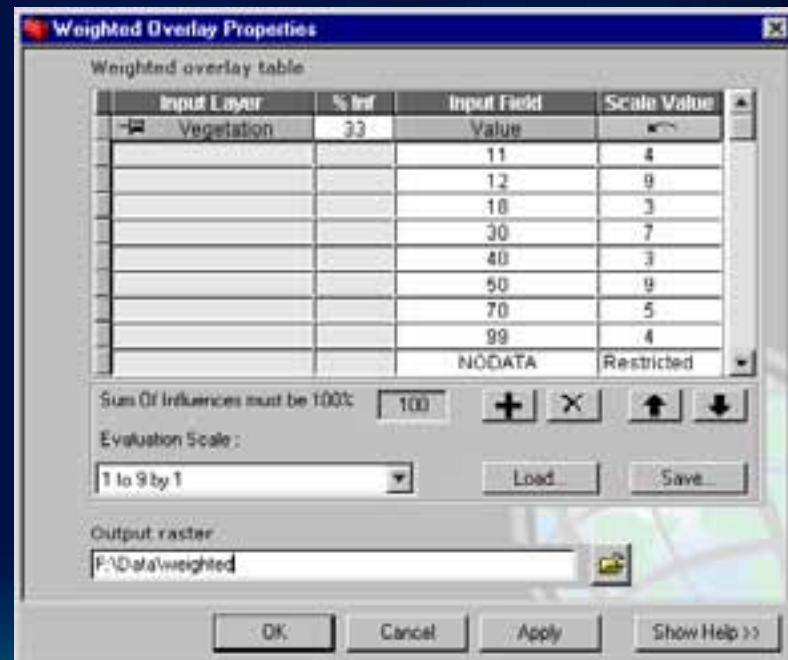 Weighted Overlay Properties
Weighted overlay table
Input Layer % Inf Input Field Scale Value
Vegetation 33 Value
11 4
12 9
18 3
30 7
40 3
50 9
70 5
99 4
NODATA Restricted
Sum Of Influences must be 100% 100
Evaluation Scale :
1 to 9 by 1 Load... Save...
Output raster
F:\Data\weighted
OK Cancel Apply Show Help >>